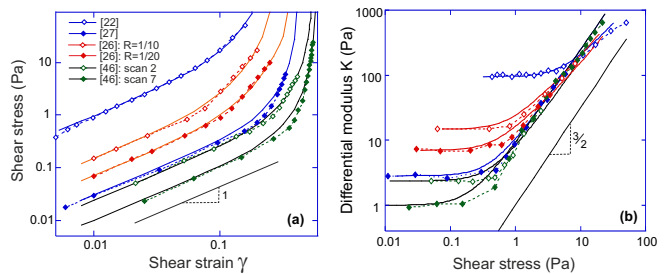 [22]
[27]
[26]: R=1/10
[26]: R=1/20
[46]: scan 2
[46]: scan 7
10
1
0.1
0.01
Shear stress (Pa)
1
(a)
0.01
0.1
Shear strain γ
1000
100
10
1
Differential modulus K (Pa)
3⁄2
(b)
0.01
0.1
1
10
100
Shear stress (Pa)